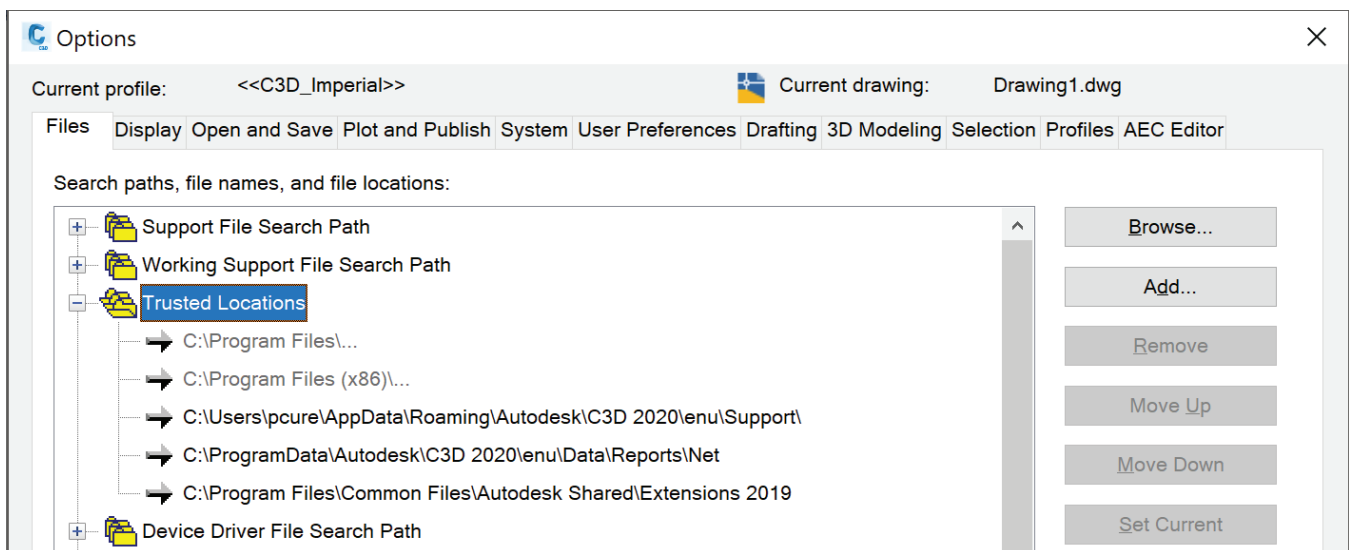 Options
Current profile: <<C3D_Imperial>> Current drawing: Drawing1.dwg
Files Display Open and Save Plot and Publish System User Preferences Drafting 3D Modeling Selection Profiles AEC Editor
Search paths, file names, and file locations:
Support File Search Path
Browse...
Working Support File Search Path
Add...
Trusted Locations
C:\Program Files\...
Remove
C:\Program Files (x86)\...
Move Up
C:\Users\pcure\AppData\Roaming\Autodesk\C3D 2020\enu\Support\
C:\ProgramData\Autodesk\C3D 2020\enu\Data\Reports\Net
Move Down
C:\Program Files\Common Files\Autodesk Shared\Extensions 2019
Device Driver File Search Path
Set Current